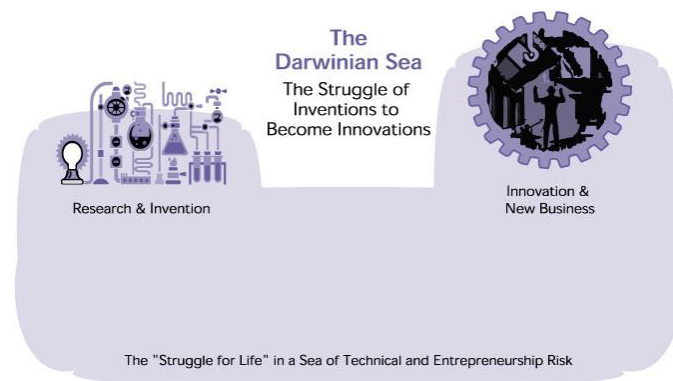 The
Darwinian Sea
The Struggle of
Inventions to
Become Innovations
Research & Invention
Innovation &
New Business
The "Struggle for Life" in a Sea of Technical and Entrepreneurship Risk